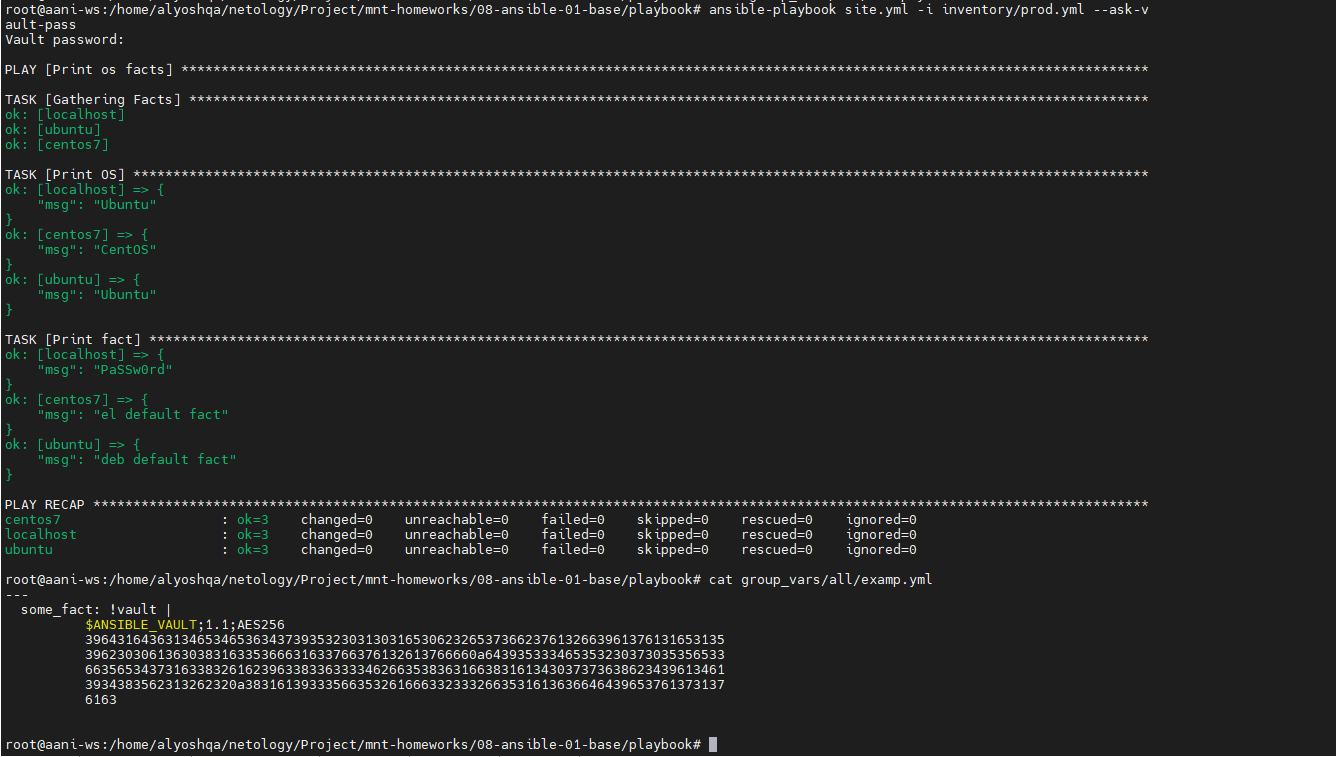 root@aani-ws:/home/alyoshqa/netology/Project/mnt-homeworks/08-ansible-01-base/playbook# ansible-playbook site.yml -i inventory/prod.yml --ask-v
ault-pass
Vault password:
PLAY [Print os facts] *************************************************************************************************************************
TASK [Gathering Facts] ************************************************************************************************************************
ok: [localhost]
ok: [ubuntu]
ok: [centos7]
TASK [Print OS] *******************************************************************************************************************************
ok: [localhost] => {
    "msg": "Ubuntu"
}
ok: [centos7] => {
    "msg": "CentOS"
}
ok: [ubuntu] => {
    "msg": "Ubuntu"
}
TASK [Print fact] *****************************************************************************************************************************
ok: [localhost] => {
    "msg": "PaSSw0rd"
}
ok: [centos7] => {
    "msg": "el default fact"
}
ok: [ubuntu] => {
    "msg": "deb default fact"
}
PLAY RECAP ************************************************************************************************************************************
centos7                    : ok=3    changed=0    unreachable=0    failed=0    skipped=0    rescued=0    ignored=0
localhost                  : ok=3    changed=0    unreachable=0    failed=0    skipped=0    rescued=0    ignored=0
ubuntu                     : ok=3    changed=0    unreachable=0    failed=0    skipped=0    rescued=0    ignored=0
root@aani-ws:/home/alyoshqa/netology/Project/mnt-homeworks/08-ansible-01-base/playbook# cat group_vars/all/examp.yml
---
  some_fact: !vault |
          $ANSIBLE_VAULT;1.1;AES256
          39643164363134653465363437393532303130316530623265373662376132663961376131653135
          3962303061363038316335366631633766376132613766660a643935333465353230373035356533
          66356534373163383261623963383363333462663538363166383161343037373638623439613461
          3934383562313262320a383161393335663532616663323332663531613636646439653761373137
          6163
root@aani-ws:/home/alyoshqa/netology/Project/mnt-homeworks/08-ansible-01-base/playbook#